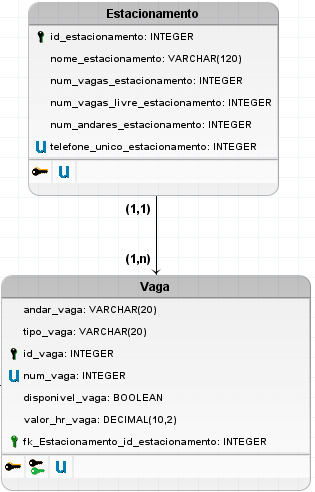 Estacionamento
id_estacionamento: INTEGER
nome_estacionamento: VARCHAR(120)
num_vagas_estacionamento: INTEGER
num_vagas_livre_estacionamento: INTEGER
num_andares_estacionamento: INTEGER
U telefone_unico_estacionamento: INTEGER
U
(1,1)
(1,n)
Vaga
andar_vaga: VARCHAR(20)
tipo_vaga: VARCHAR(20)
id_vaga: INTEGER
U num_vaga: INTEGER
disponivel_vaga: BOOLEAN
valor_hr_vaga: DECIMAL(10,2)
fk_Estacionamento_id_estacionamento: INTEGER
U